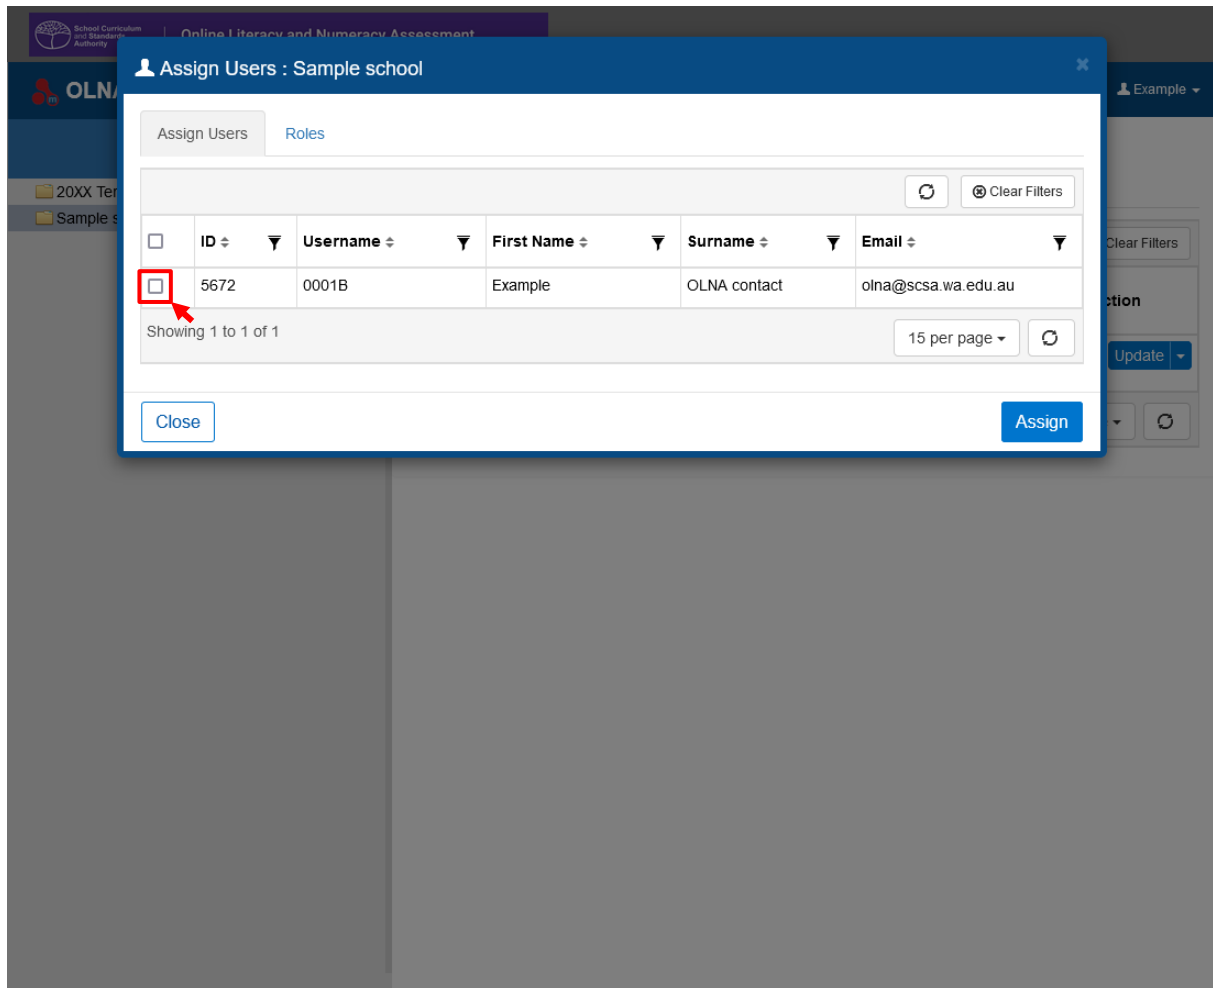 School Curriculum
and Standards
Authority
Online Literacy and Numeracy Assessment
Assign Users : Sample school
OLNA
Example
Assign Users
Roles
Clear Filters
20XX Ter
Sample s
ID
Username
First Name
Surname
Email
Clear Filters
5672
0001B
Example
OLNA contact
olna@scsa.wa.edu.au
ction
Showing 1 to 1 of 1
15 per page
Update
Close
Assign